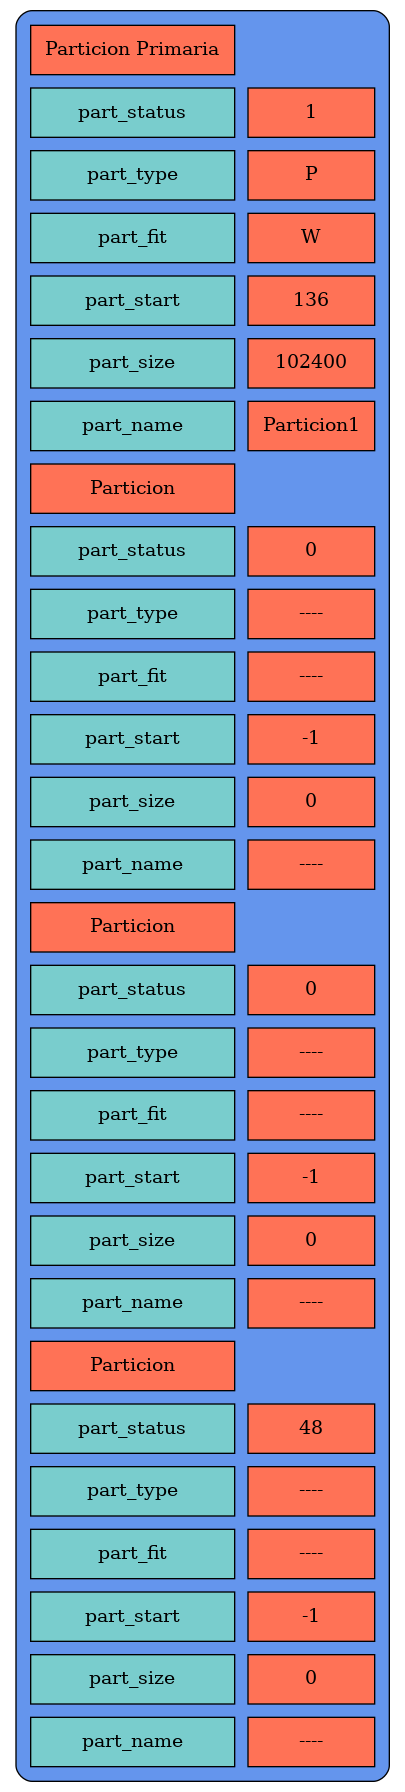 Particion Primaria
part_status 1
part_type P
part_fit W
part_start 136
part_size 102400
part_name Particion1
Particion
part_status 0
part_type ----
part_fit ----
part_start -1
part_size 0
part_name ----
Particion
part_status 0
part_type ----
part_fit ----
part_start -1
part_size 0
part_name ----
Particion
part_status 48
part_type ----
part_fit ----
part_start -1
part_size 0
part_name ----